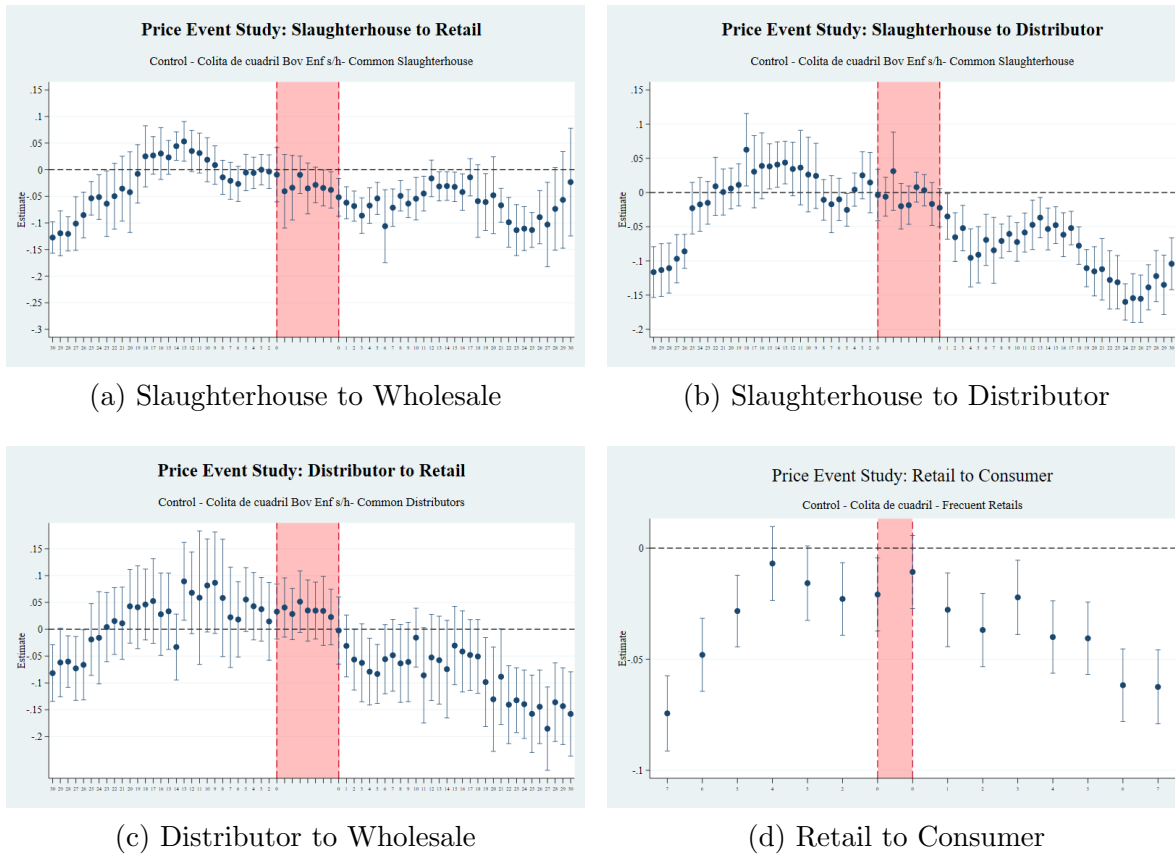 Price Event Study: Slaughterhouse to Retail
Control - Colita de cuadril Bov Enf s/h- Common Slaughterhouse
.15
.1
.05
0
-.05
-.1
-.15
-.2
-.25
-.3
Estimate
(a) Slaughterhouse to Wholesale
Price Event Study: Slaughterhouse to Distributor
Control - Colita de cuadril Bov Enf s/h- Common Slaughterhouse
.15
.1
.05
0
-.05
-.1
-.15
-.2
Estimate
(b) Slaughterhouse to Distributor
Price Event Study: Distributor to Retail
Control - Colita de cuadril Bov Enf s/h- Common Distributors
.15
.1
.05
0
-.05
-.1
-.15
-.2
Estimate
(c) Distributor to Wholesale
Price Event Study: Retail to Consumer
Control - Colita de cuadril - Frecuent Retails
0
-.05
-.1
Estimate
7 6 5 4 3 2 0 0 1 2 3 4 5 6 7
(d) Retail to Consumer